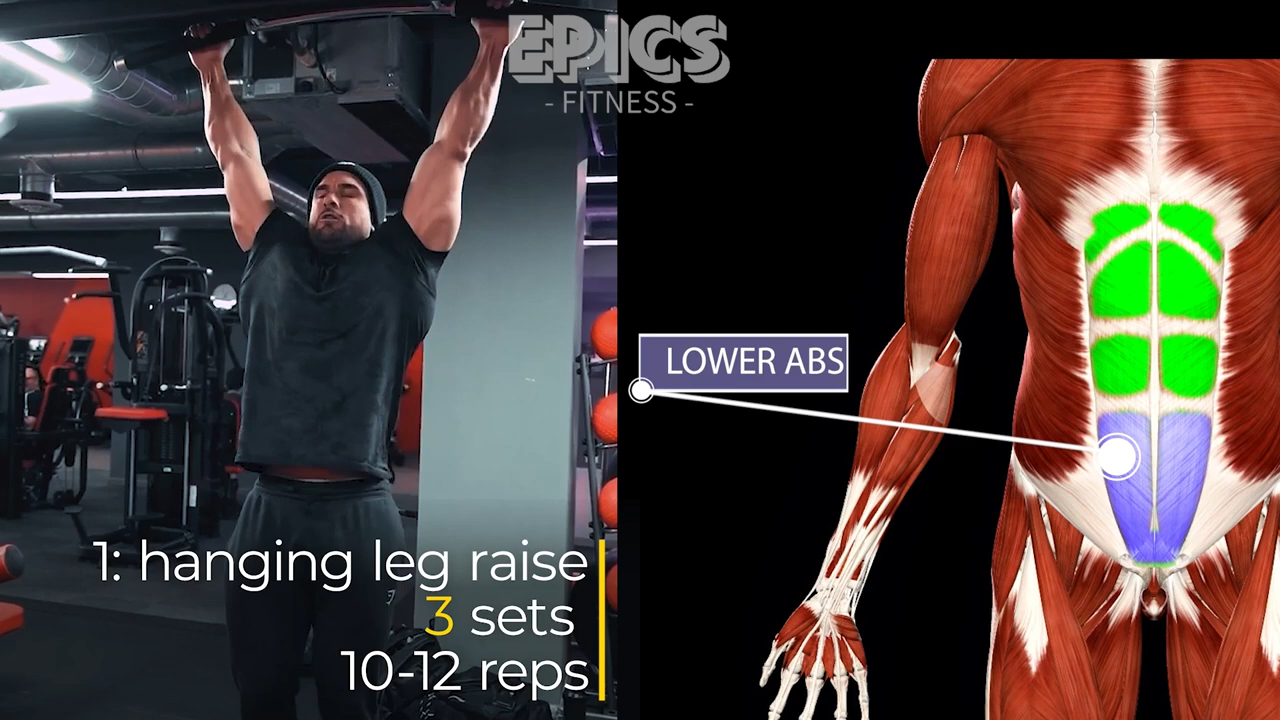 EPICS
- FITNESS -
LOWER ABS
1: hanging leg raise
3 sets
10-12 reps